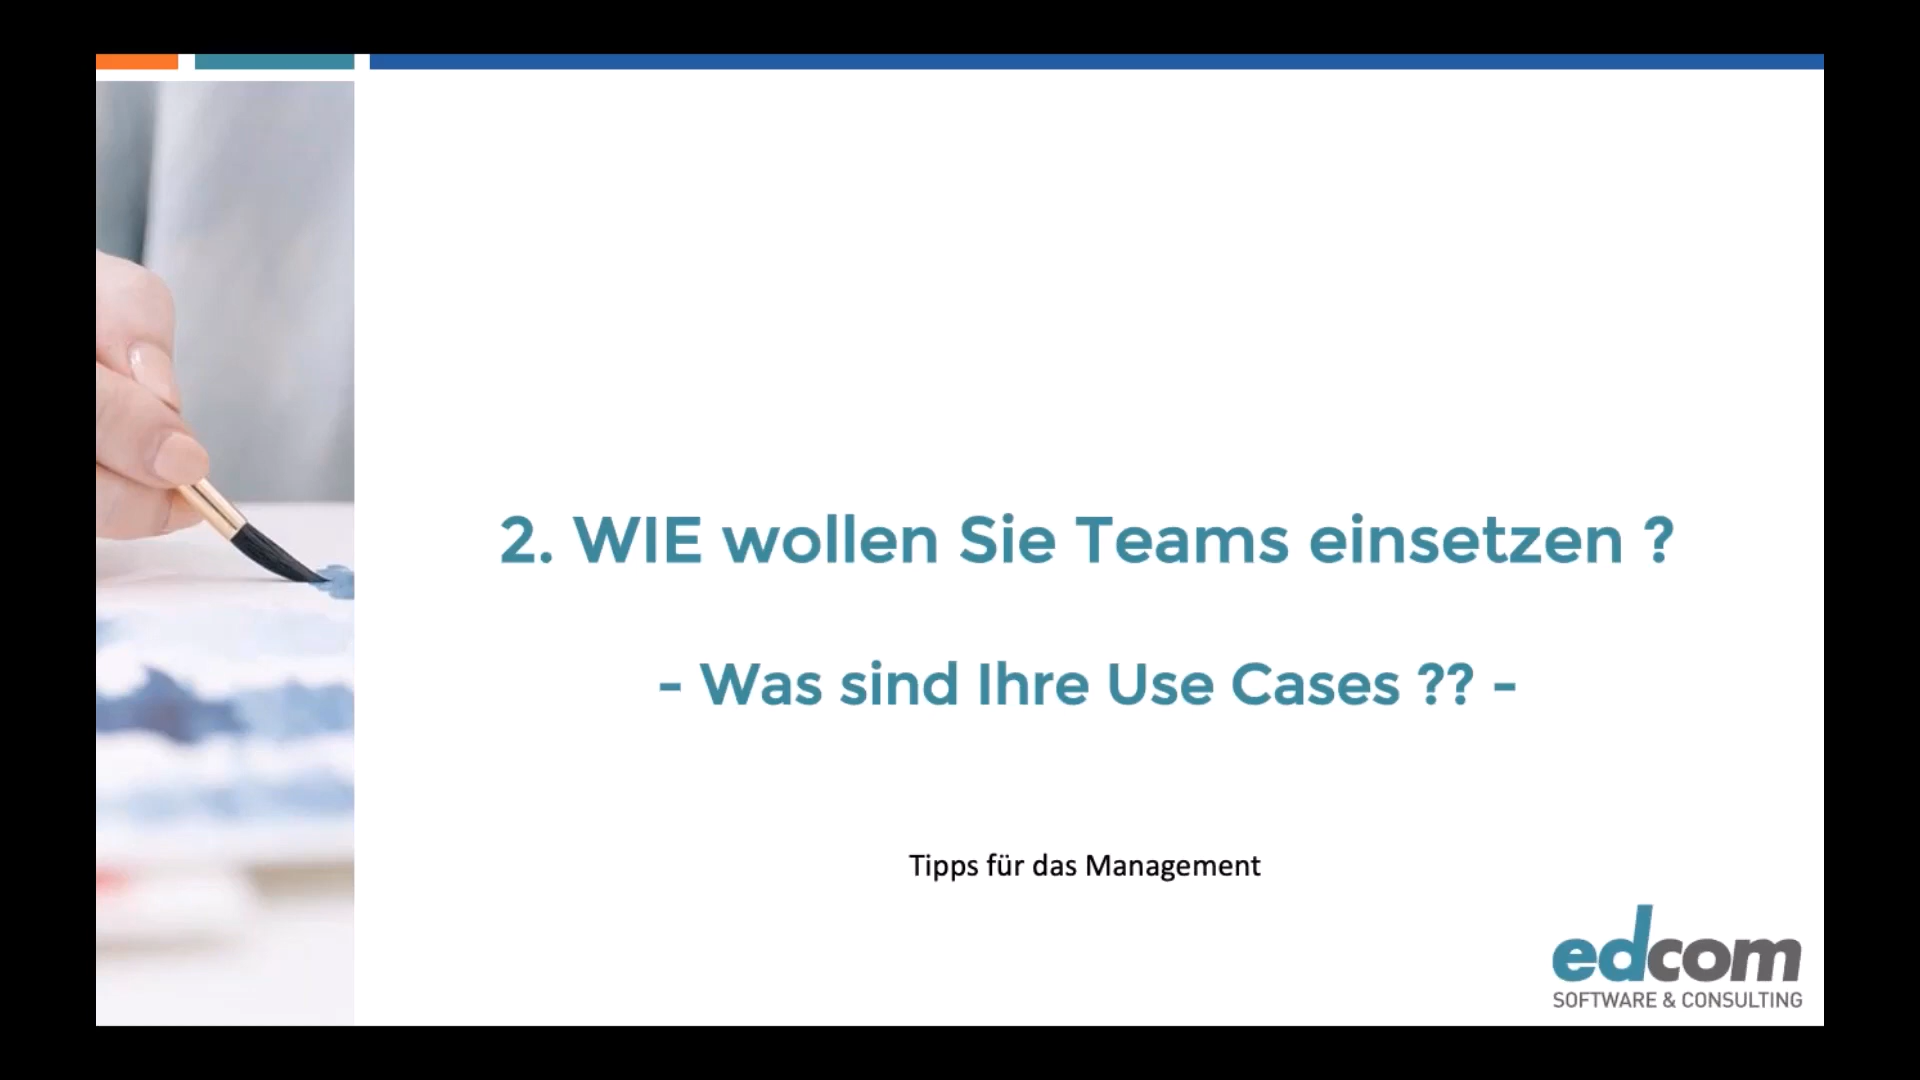 2. WIE wollen Sie Teams einsetzen ?
- Was sind Ihre Use Cases ?? -
Tipps für das Management
edcom
SOFTWARE & CONSULTING